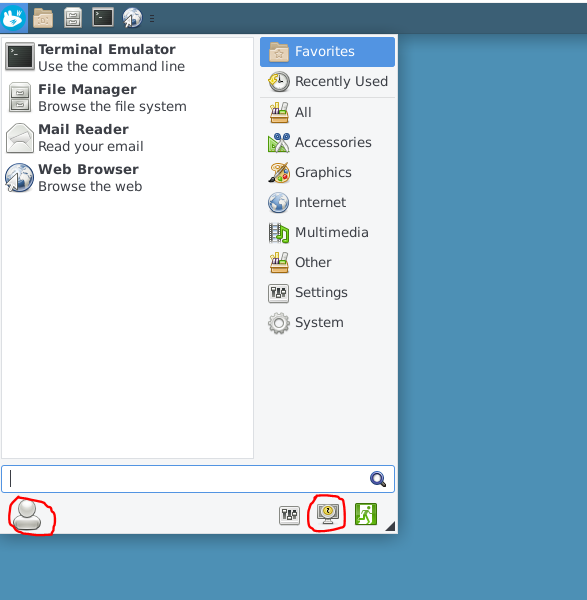 Terminal Emulator
Use the command line
File Manager
Browse the file system
Mail Reader
Read your email
Web Browser
Browse the web
Favorites
Recently Used
All
Accessories
Graphics
Internet
Multimedia
Other
Settings
System